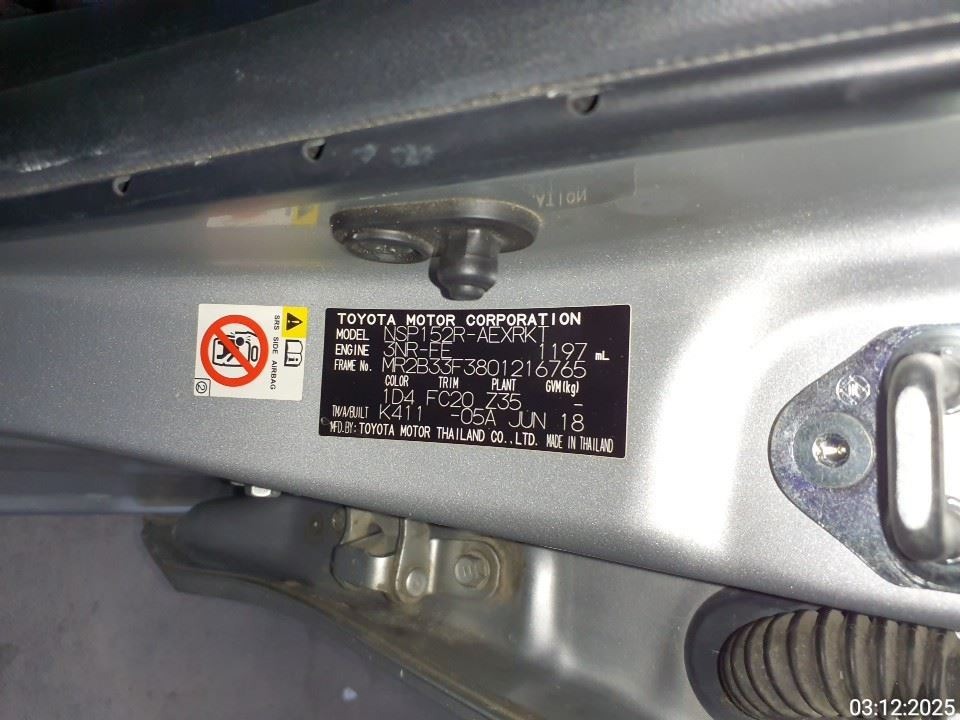 NOITA
SRS SIDE AIRBAG
2
TOYOTA MOTOR CORPORATION
MODEL NSP152R-AEXRKT
ENGINE 3NR-FE 1197 mL
FRAME No. MR2B33F3801216765
COLOR TRIM PLANT GVM(kg)
1D4 FC20 Z35 -
TM/A/BUILT K411 -05A JUN 18
MFD.BY: TOYOTA MOTOR THAILAND CO.,LTD. MADE IN THAILAND
03:12:2025